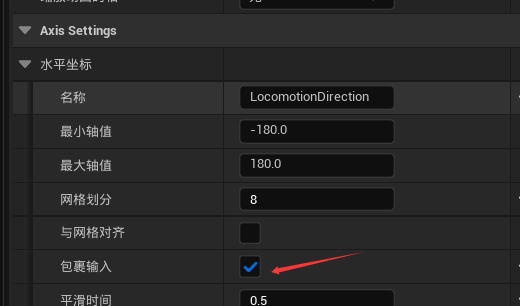 Axis Settings
水平坐标
名称 LocomotionDirection
最小轴值 -180.0
最大轴值 180.0
网格划分 8
与网格对齐
包裹输入
平滑时间 0.5